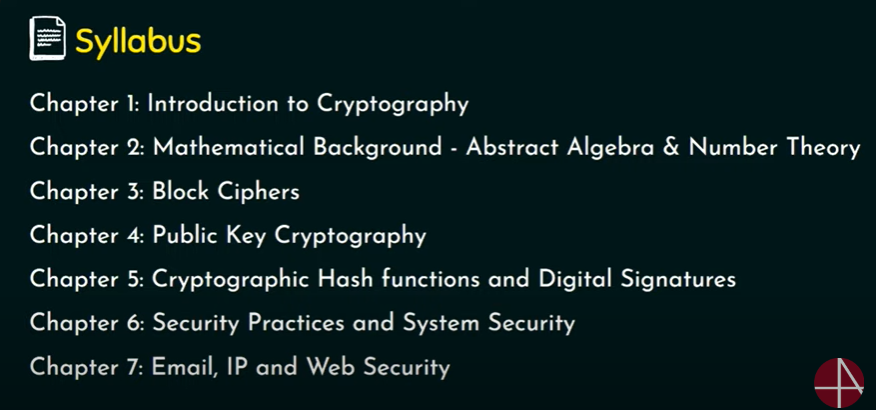 Syllabus
Chapter 1: Introduction to Cryptography
Chapter 2: Mathematical Background - Abstract Algebra & Number Theory
Chapter 3: Block Ciphers
Chapter 4: Public Key Cryptography
Chapter 5: Cryptographic Hash functions and Digital Signatures
Chapter 6: Security Practices and System Security
Chapter 7: Email, IP and Web Security